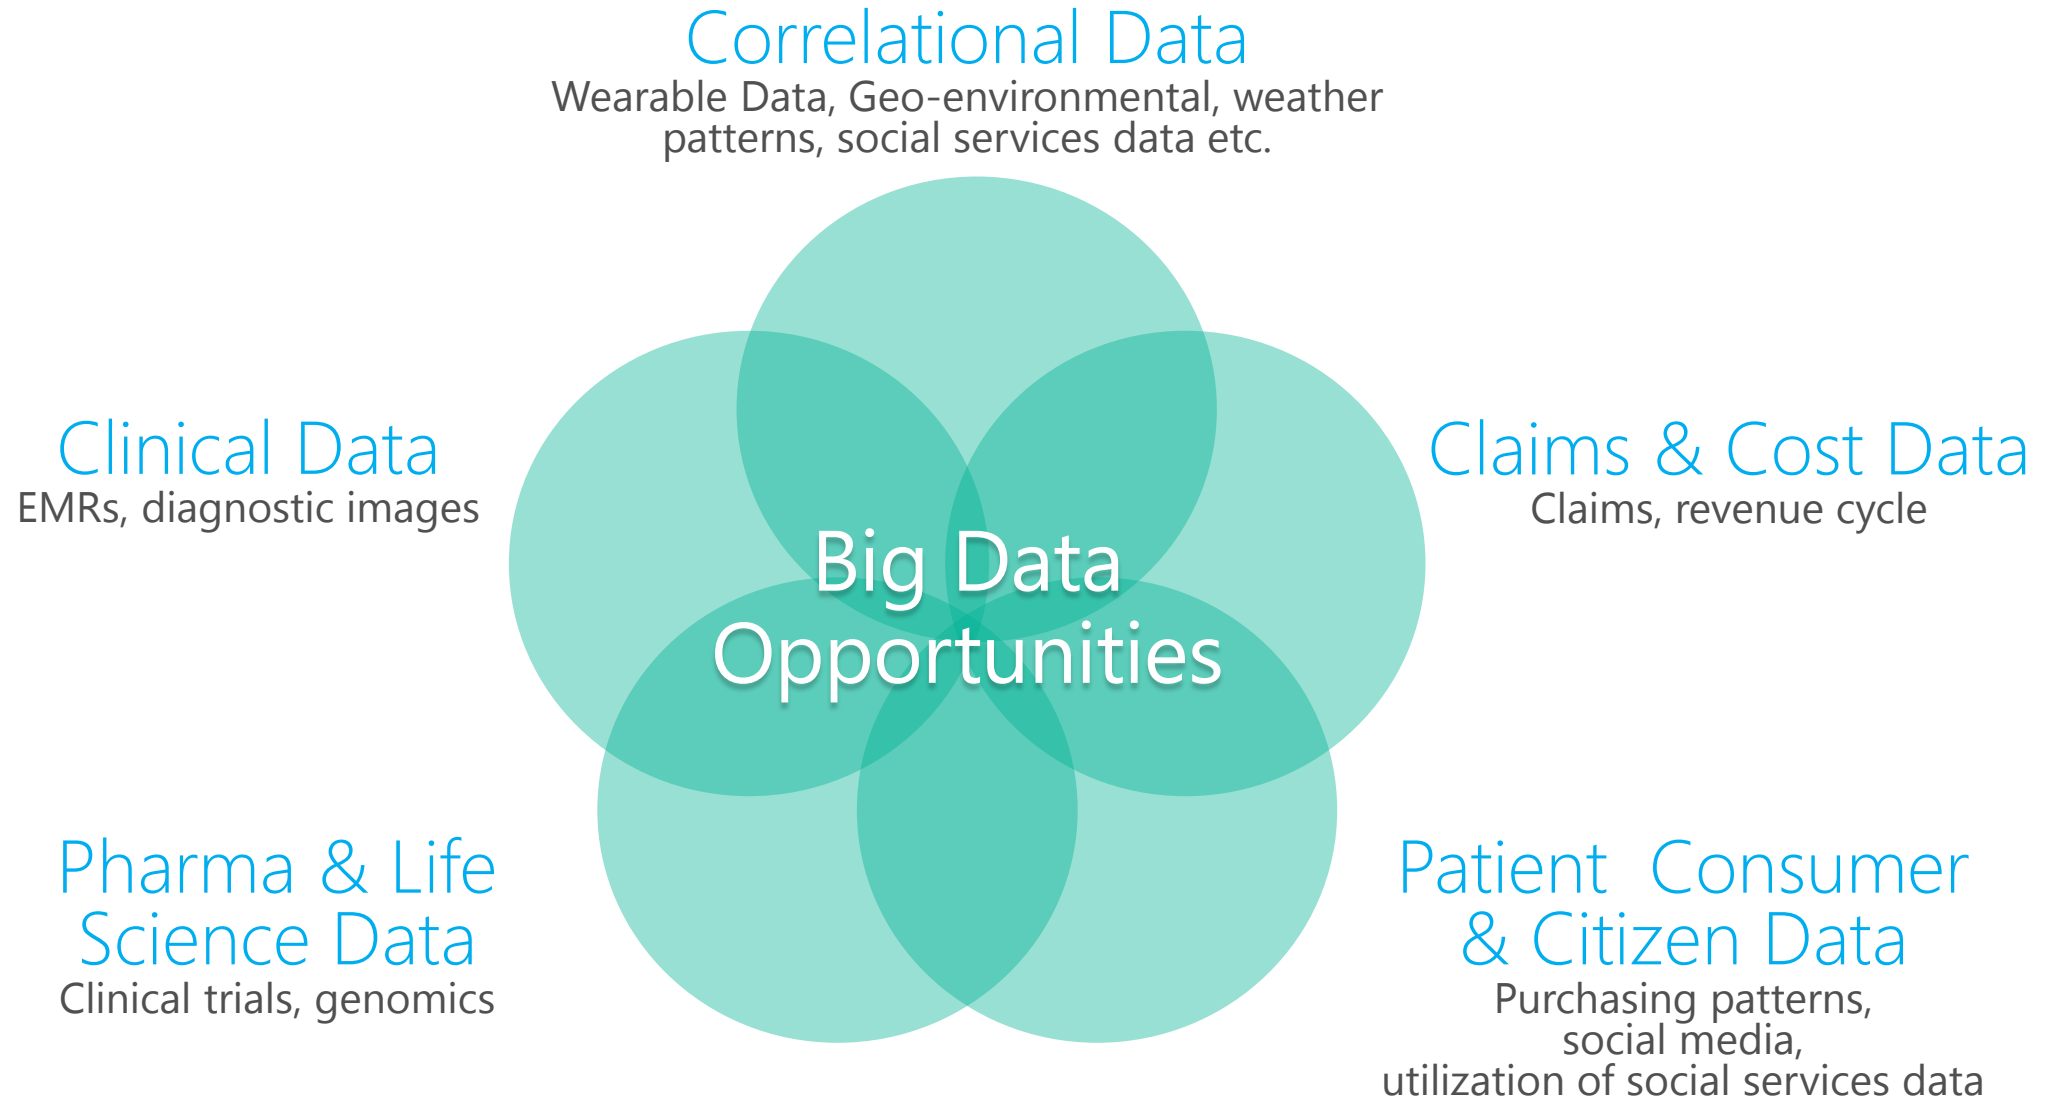 Correlational Data
Wearable Data, Geo-environmental, weather
patterns, social services data etc.
Clinical Data
EMRs, diagnostic images
Claims & Cost Data
Claims, revenue cycle
Big Data
Opportunities
Pharma & Life
Science Data
Clinical trials, genomics
Patient  Consumer
& Citizen Data
Purchasing patterns,
social media,
utilization of social services data